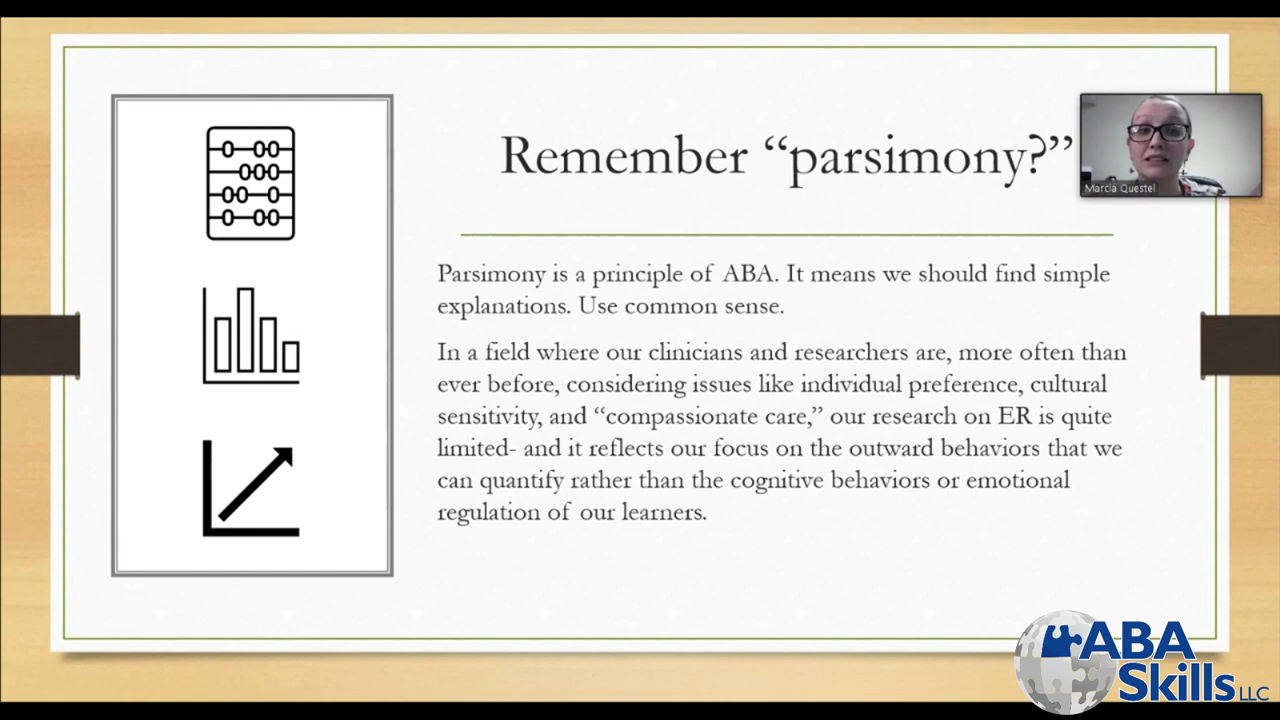 Remember “parsimony?”
Marcia Questel
Parsimony is a principle of ABA. It means we should find simple
explanations. Use common sense.
In a field where our clinicians and researchers are, more often than
ever before, considering issues like individual preference, cultural
sensitivity, and “compassionate care,” our research on ER is quite
limited- and it reflects our focus on the outward behaviors that we
can quantify rather than the cognitive behaviors or emotional
regulation of our learners.
ABA
Skills LLC